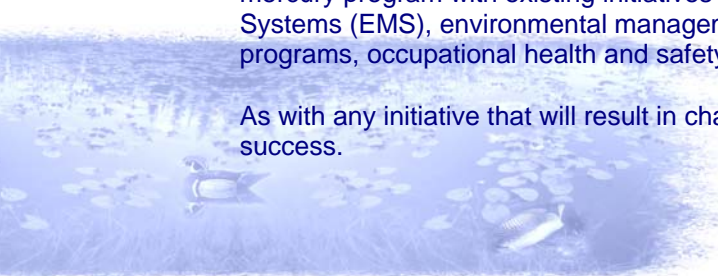 mercury program with existing initiatives
Systems (EMS), environmental
programs, occupational health and safety
As with any initiative that will result in
success.